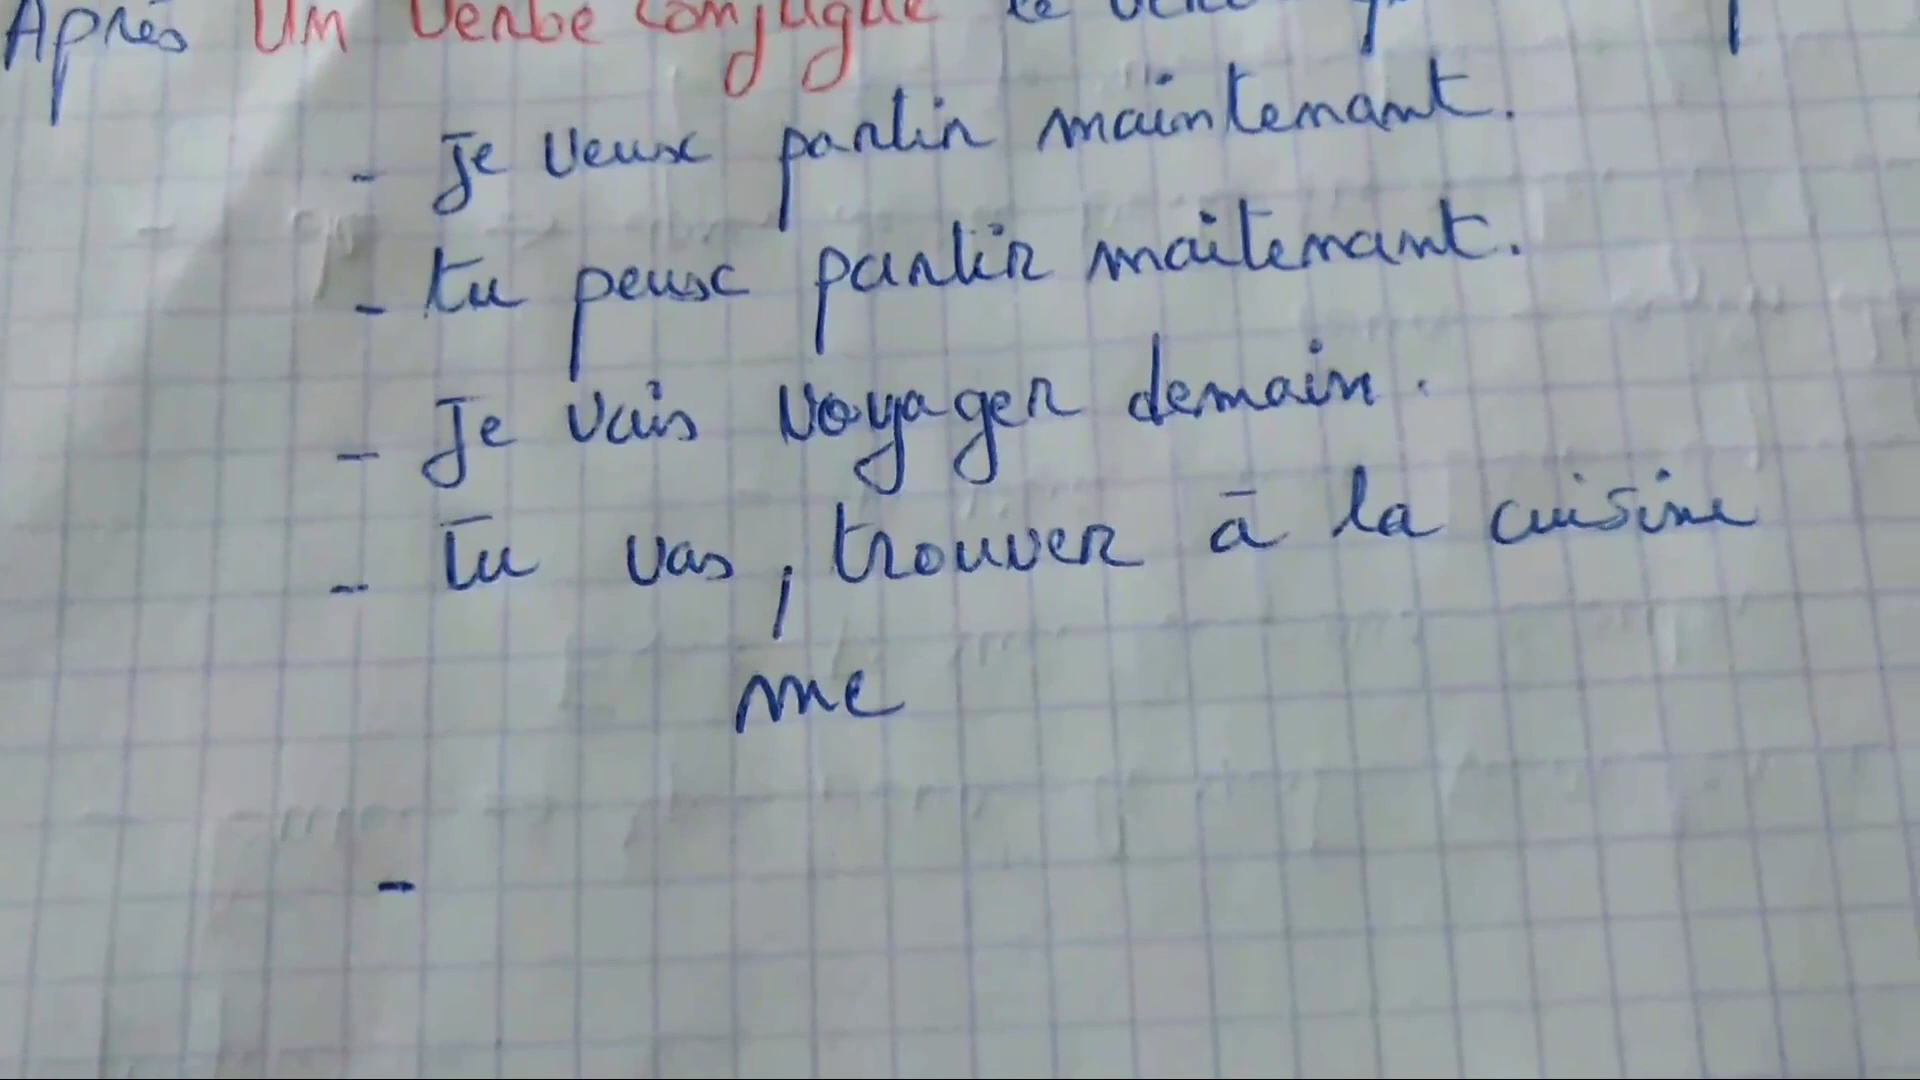 Après Un Verbe Conjugué le
- Je veux partir maintenant.
- tu peux partir maitenant.
- Je vais voyager demain.
- Tu vas , trouver à la cuisine
me
-